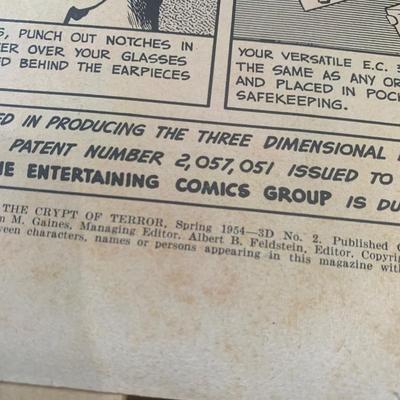 S, PUNCH OUT NOTCHES IN
ER OVER YOUR GLASSES
D BEHIND THE EARPIECES
YOUR VERSATILE E.C. 3
THE SAME AS ANY OR
AND PLACED IN POCK
SAFEKEEPING.
ED IN PRODUCING THE THREE DIMENSIONAL
PATENT NUMBER 2,057,051 ISSUED TO
HE ENTERTAINING COMICS GROUP IS DU
THE CRYPT OF TERROR, Spring 1954—3D No. 2. Published
m M. Gaines, Managing Editor. Albert B. Feldstein, Editor. Copyrig
ween characters, names or persons appearing in this magazine with